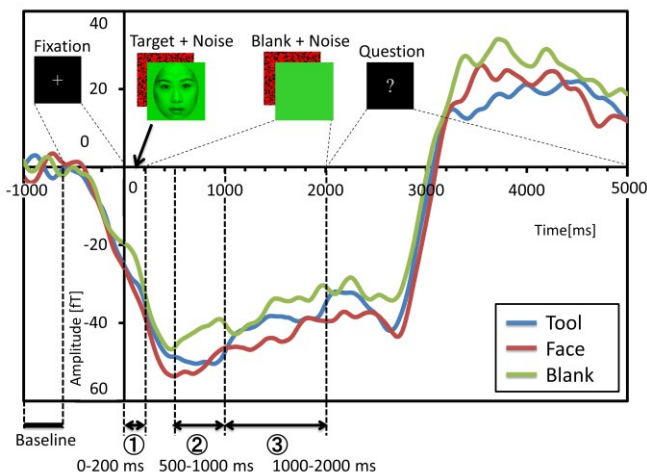 40
Fixation
Target + Noise
Blank + Noise
Question
+
?
20
0
-1000
0
1000
2000
3000
4000
5000
Time[ms]
-20
-40
60
Amplitude [fT]
Tool
Face
Blank
Baseline
① ② ③
0-200 ms
500-1000 ms
1000-2000 ms